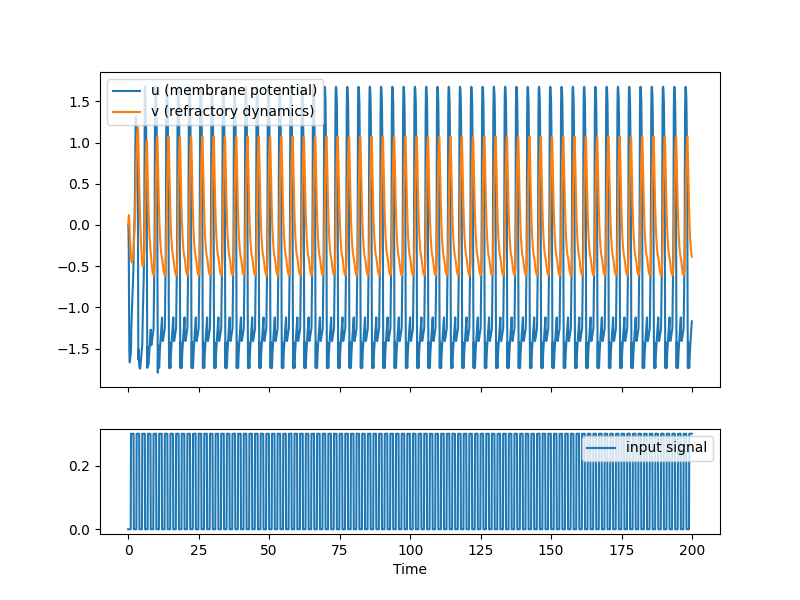 u (membrane potential)
v (refractory dynamics)
1.5
1.0
0.5
0.0
−0.5
−1.0
−1.5
input signal
0.2
0.0
0 25 50 75 100 125 150 175 200
Time